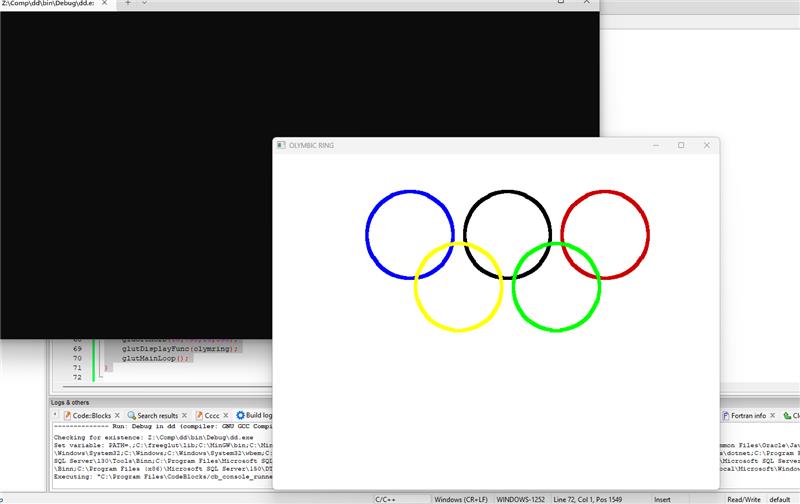 Z:\Comp\dd\bin\Debug\dd.e:
OLYMBIC RING
69 glutDisplayFunc(olymring);
70 glutMainLoop();
71 }
72
Logs & others
Code::Blocks Search results Cccc Build log Fortran info Cl
-------------- Run: Debug in dd (compiler: GNU GCC Compi
Checking for existence: Z:\Comp\dd\bin\Debug\dd.exe
Set variable: PATH=.;C:\freeglut\lib;C:\MinGW\bin;C:\Min mmon Files\Oracle\Ja
\Windows\System32;C:\Windows;C:\Windows\System32\wbem;C: s\dotnet;C:\Program F
SQL Server\130\Tools\Binn;C:\Program Files\Microsoft SQ Files\Microsoft SQL
\Binn;C:\Program Files (x86)\Microsoft SQL Server\150\DT ocal\Microsoft\Window
Executing: "C:\Program Files\CodeBlocks/cb_console_runne
C/C++ Windows (CR+LF) WINDOWS-1252 Line 72, Col 1, Pos 1549 Insert Read/Write default